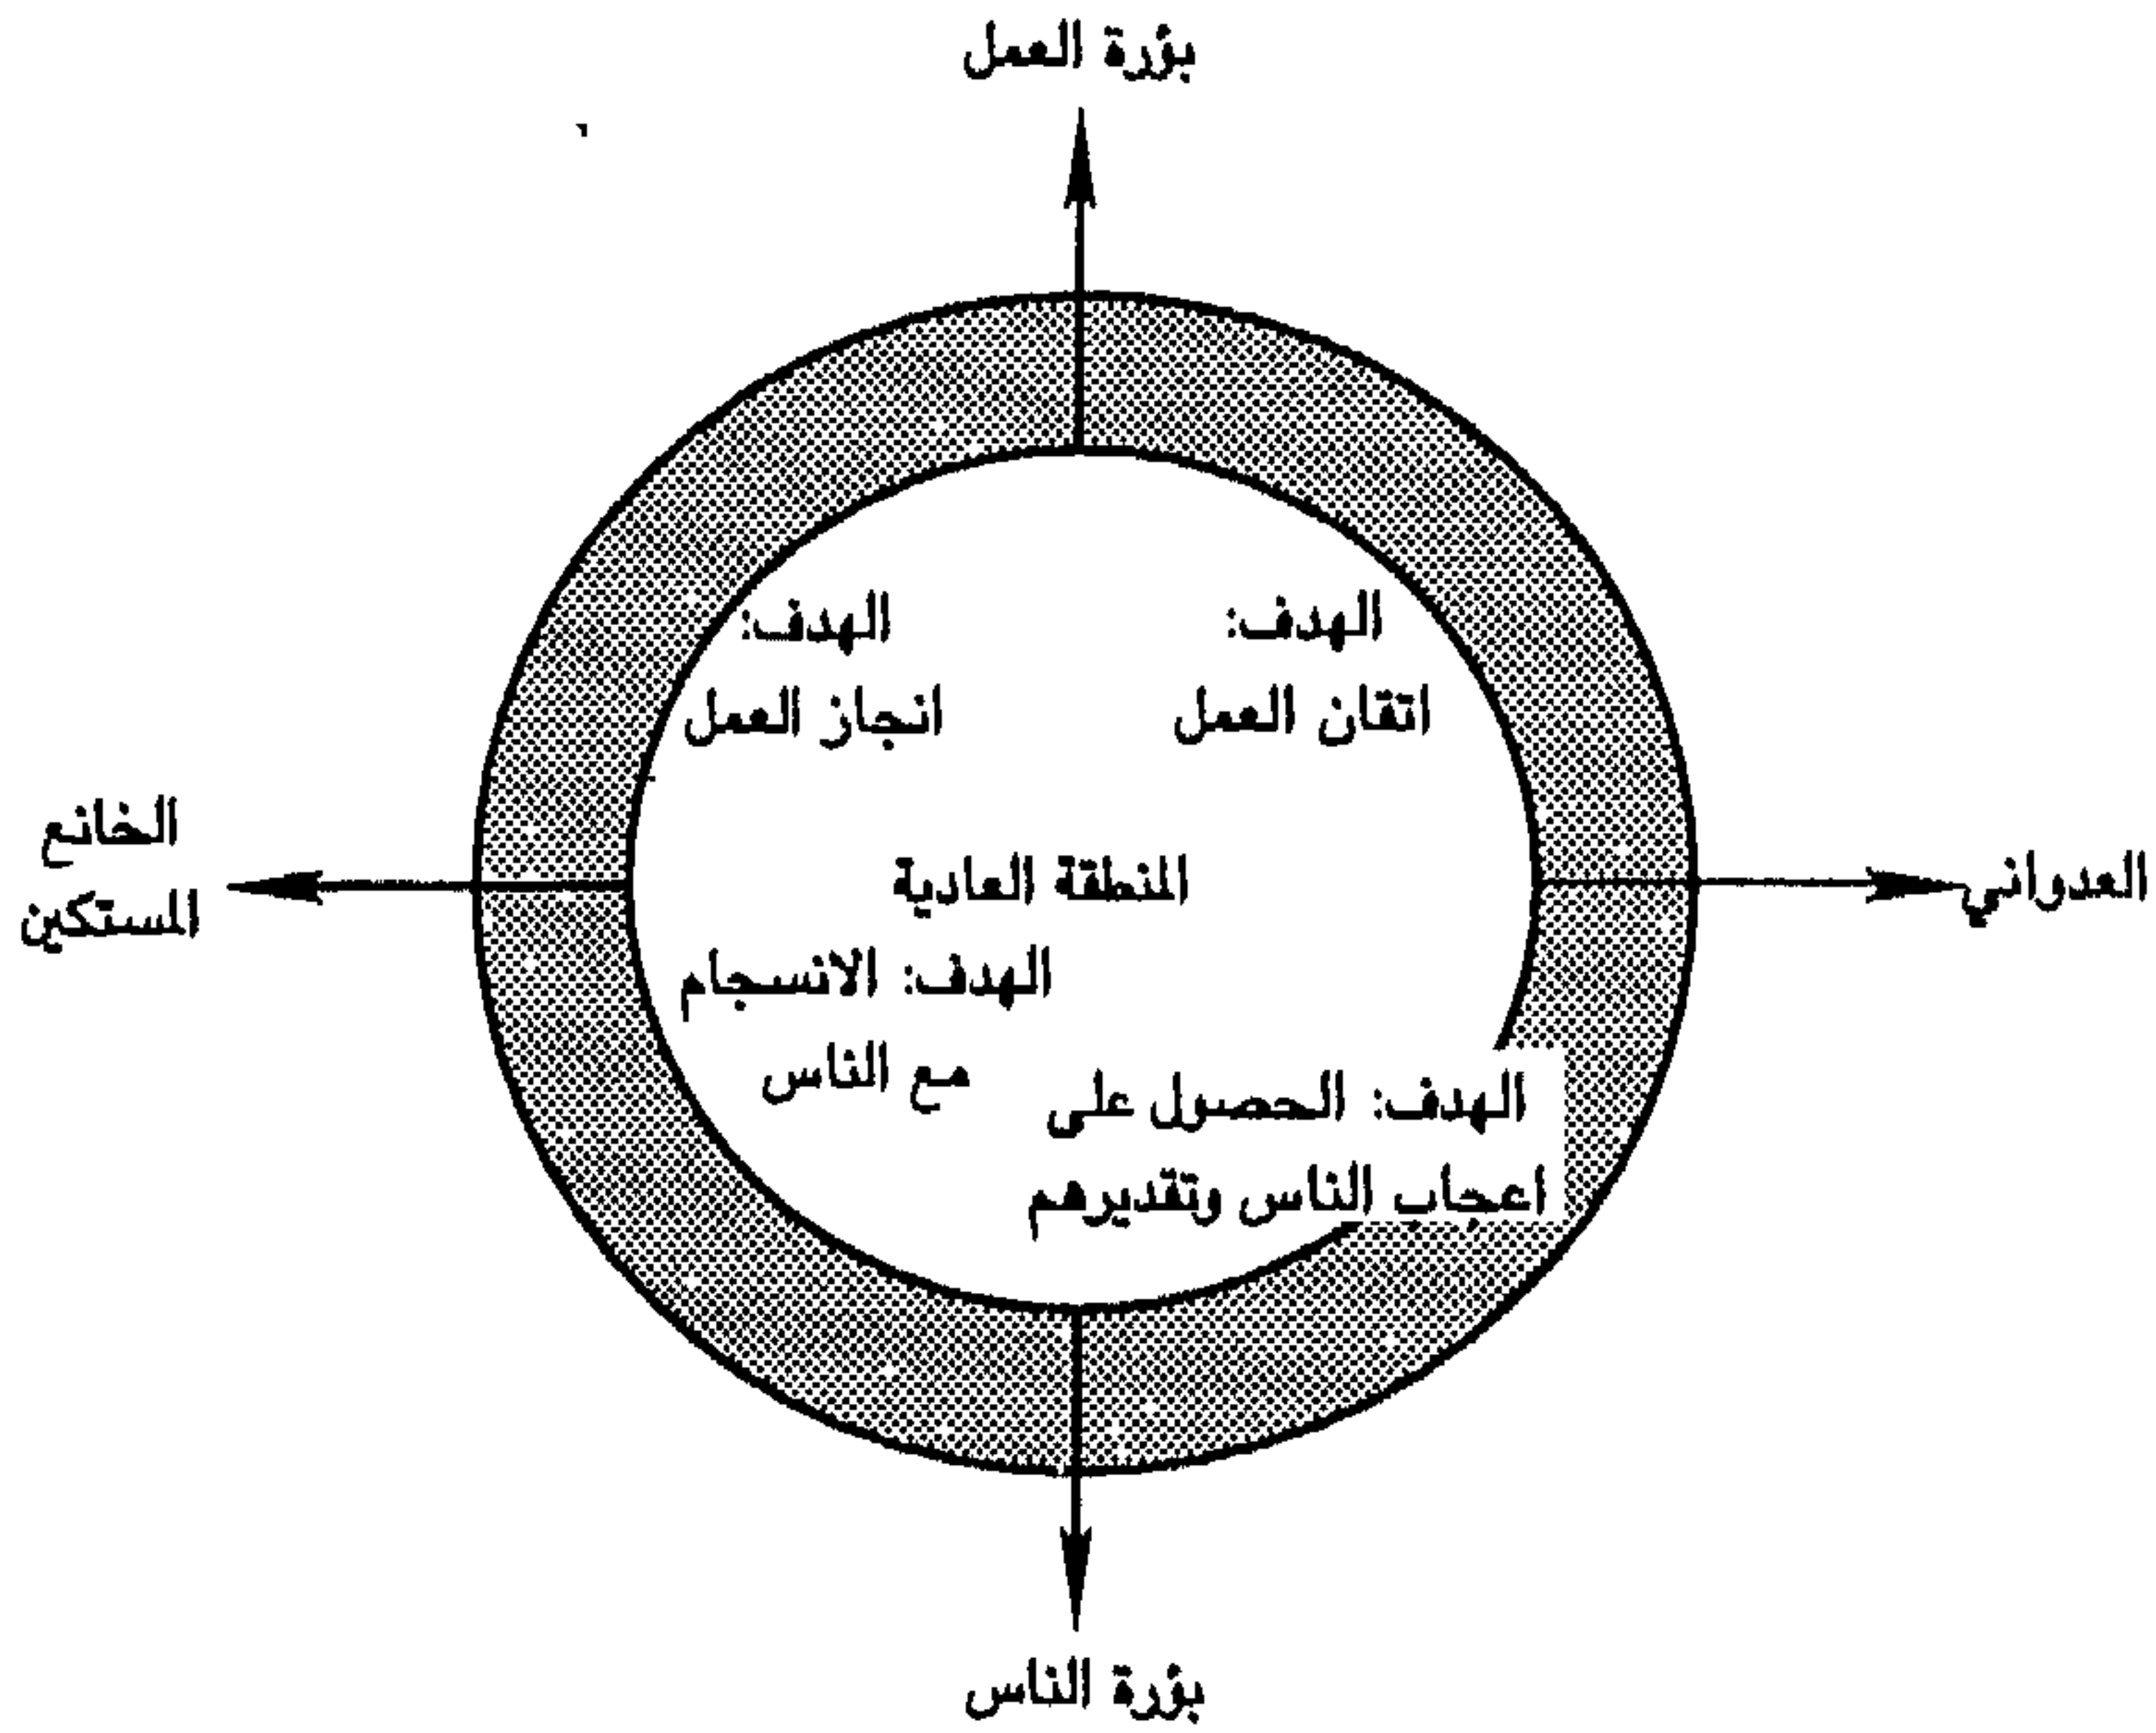 بؤرة العمل
الهدف:
اتقان العمل
الهدف:
انجاز العمل
العدواني
المنطقة العادية
الخانع
المستكين
الهدف: الانسجام
مع الناس
الهدف: الحصول على
اعجاب الناس وتقديرهم
بؤرة الناس